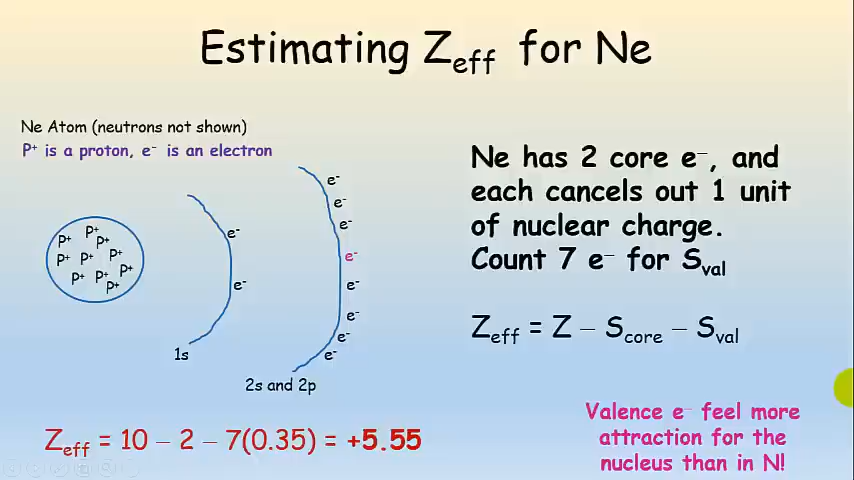 Estimating Zeff for Ne
Ne Atom (neutrons not shown)
P⁺ is a proton, e⁻ is an electron
Ne has 2 core e⁻, and
each cancels out 1 unit
of nuclear charge.
Count 7 e⁻ for Sval
Zeff = Z – Score – Sval
P⁺
P⁺
P⁺
P⁺
P⁺
P⁺
P⁺
P⁺
P⁺
P⁺
e⁻
e⁻
1s
e⁻
e⁻
e⁻
e⁻
e⁻
e⁻
e⁻
e⁻
2s and 2p
Zeff = 10 – 2 – 7(0.35) = +5.55
Valence e⁻ feel more
attraction for the
nucleus than in N!